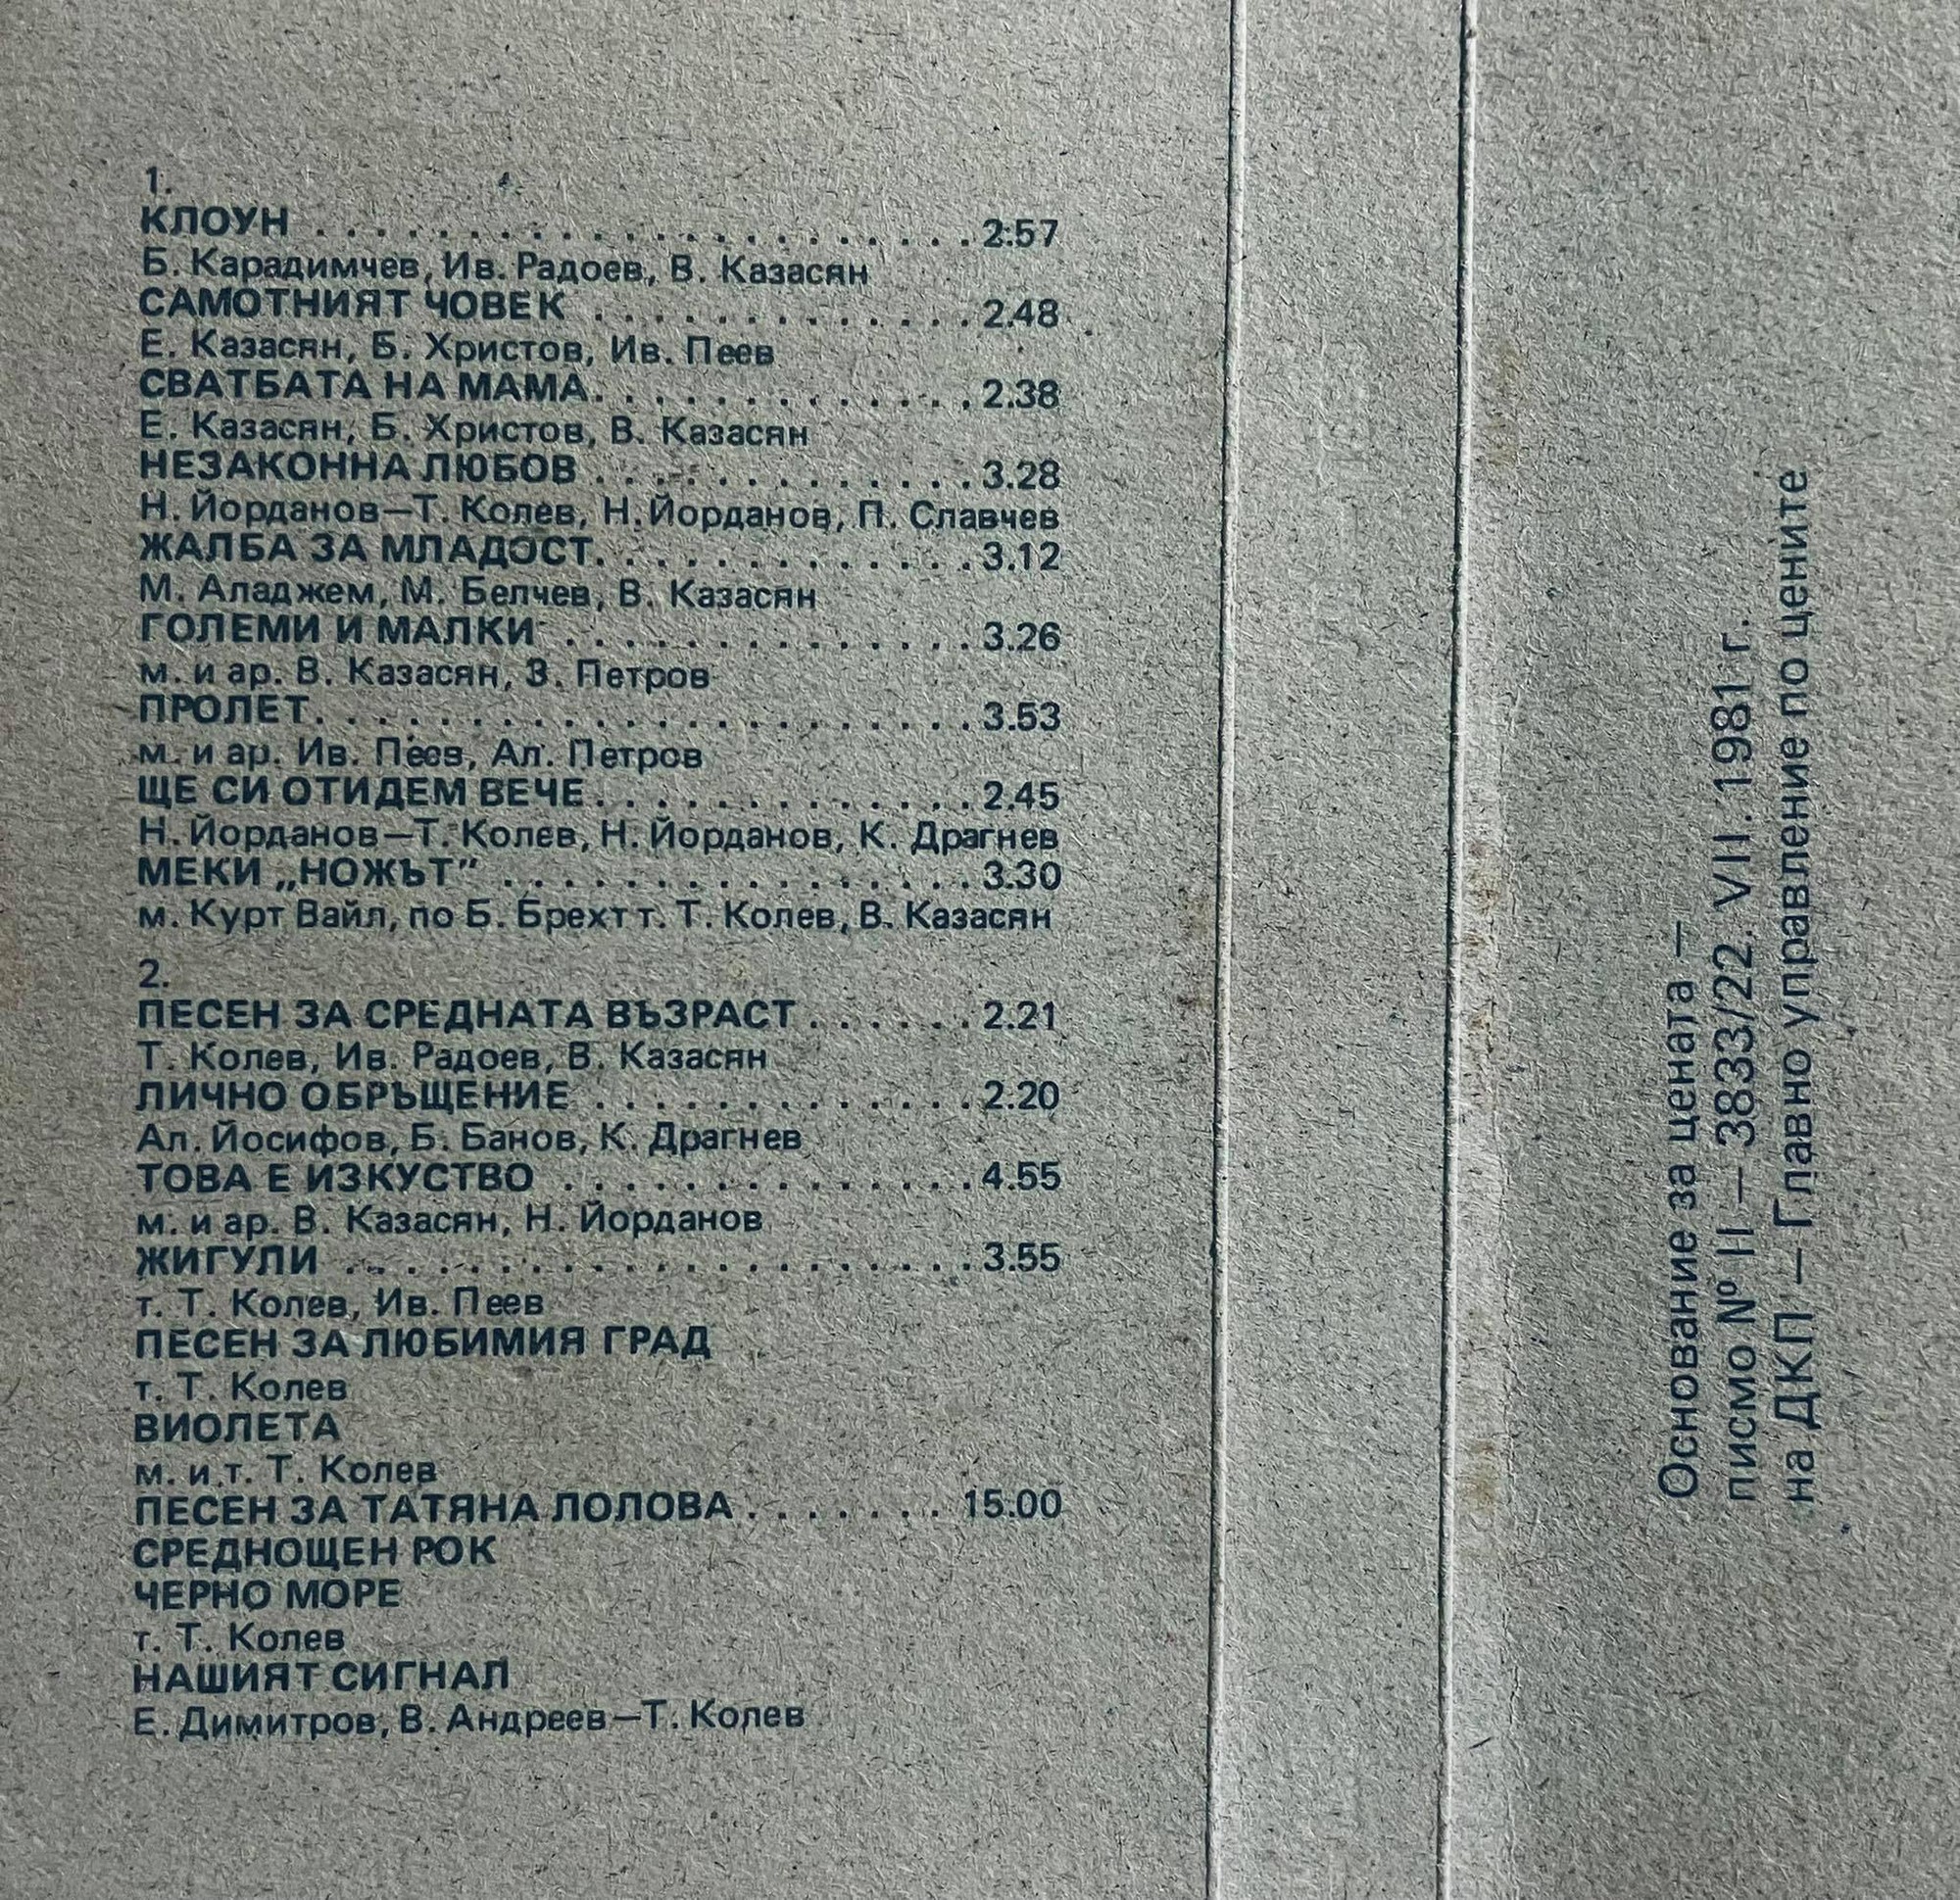 1.
КЛОУН . . . . . . . . . . . . . . . . . . . . . . 2:57
Б. Карадимчев, Ив. Радоев, В. Казасян
САМОТНИЯТ ЧОВЕК . . . . . . . . . . . . . 2.48
Е. Казасян, Б. Христов, Ив. Пеев
СВАТБАТА НА МАМА. . . . . . . . . . . . . 2.38
Е. Казасян, Б. Христов, В. Казасян
НЕЗАКОННА ЛЮБОВ . . . . . . . . . . . . . 3.28
Н. Йорданов—Т. Колев, Н. Йорданов, П. Славчев
ЖАЛБА ЗА МЛАДОСТ. . . . . . . . . . . . . 3.12
М. Аладжем, М. Белчев, В. Казасян
ГОЛЕМИ И МАЛКИ . . . . . . . . . . . . . . 3.26
м. и ар. В. Казасян, З. Петров
ПРОЛЕТ. . . . . . . . . . . . . . . . . . . . . . 3.53
м. и ар. Ив. Пеев, Ал. Петров
ЩЕ СИ ОТИДЕМ ВЕЧЕ. . . . . . . . . . . . . 2.45
Н. Йорданов—Т. Колев, Н. Йорданов, К. Драгнев
МЕКИ „НОЖЪТ“ . . . . . . . . . . . . . . . . 3.30
м. Курт Вайл, по Б. Брехт т. Т. Колев, В. Казасян
2.
ПЕСЕН ЗА СРЕДНАТА ВЪЗРАСТ . . . . . . 2.21
Т. Колев, Ив. Радоев, В. Казасян
ЛИЧНО ОБРЪЩЕНИЕ . . . . . . . . . . . . . 2.20
Ал. Йосифов, Б. Банов, К. Драгнев
ТОВА Е ИЗКУСТВО . . . . . . . . . . . . . . 4.55
м. и ар. В. Казасян, Н. Йорданов
ЖИГУЛИ . . . . . . . . . . . . . . . . . . . . . 3.55
т. Т. Колев, Ив. Пеев
ПЕСЕН ЗА ЛЮБИМИЯ ГРАД
т. Т. Колев
ВИОЛЕТА
м. и т. Т. Колев
ПЕСЕН ЗА ТАТЯНА ЛОЛОВА . . . . . . . 15.00
СРЕДНОЩЕН РОК
ЧЕРНО МОРЕ
т. Т. Колев
НАШИЯТ СИГНАЛ
Е. Димитров, В. Андреев—Т. Колев
Основание за цената —
писмо № II — 3833/22. VII. 1981 г.
на ДКП — Главно управление по цените